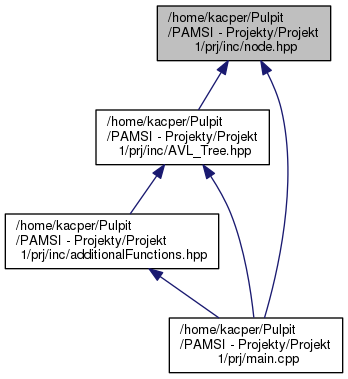 /home/kacper/Pulpit
/PAMSI - Projekty/Projekt
1/prj/inc/node.hpp
/home/kacper/Pulpit
/PAMSI - Projekty/Projekt
1/prj/inc/AVL_Tree.hpp
/home/kacper/Pulpit
/PAMSI - Projekty/Projekt
1/prj/inc/additionalFunctions.hpp
/home/kacper/Pulpit
/PAMSI - Projekty/Projekt
1/prj/main.cpp